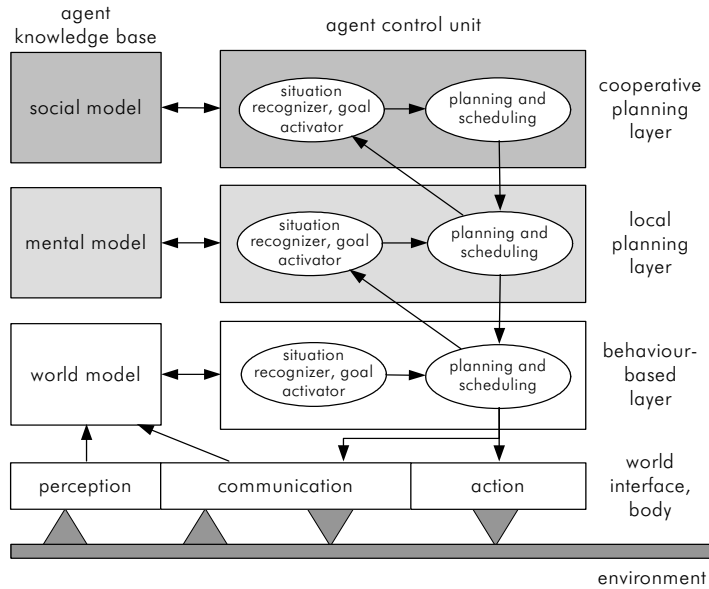 agent
knowledge base
agent control unit
social model
situation
recognizer, goal
activator
planning and
scheduling
cooperative
planning
layer
mental model
situation
recognizer, goal
activator
planning and
scheduling
local
planning
layer
world model
situation
recognizer, goal
activator
planning and
scheduling
behaviour-
based
layer
perception
communication
action
world
interface,
body
environment